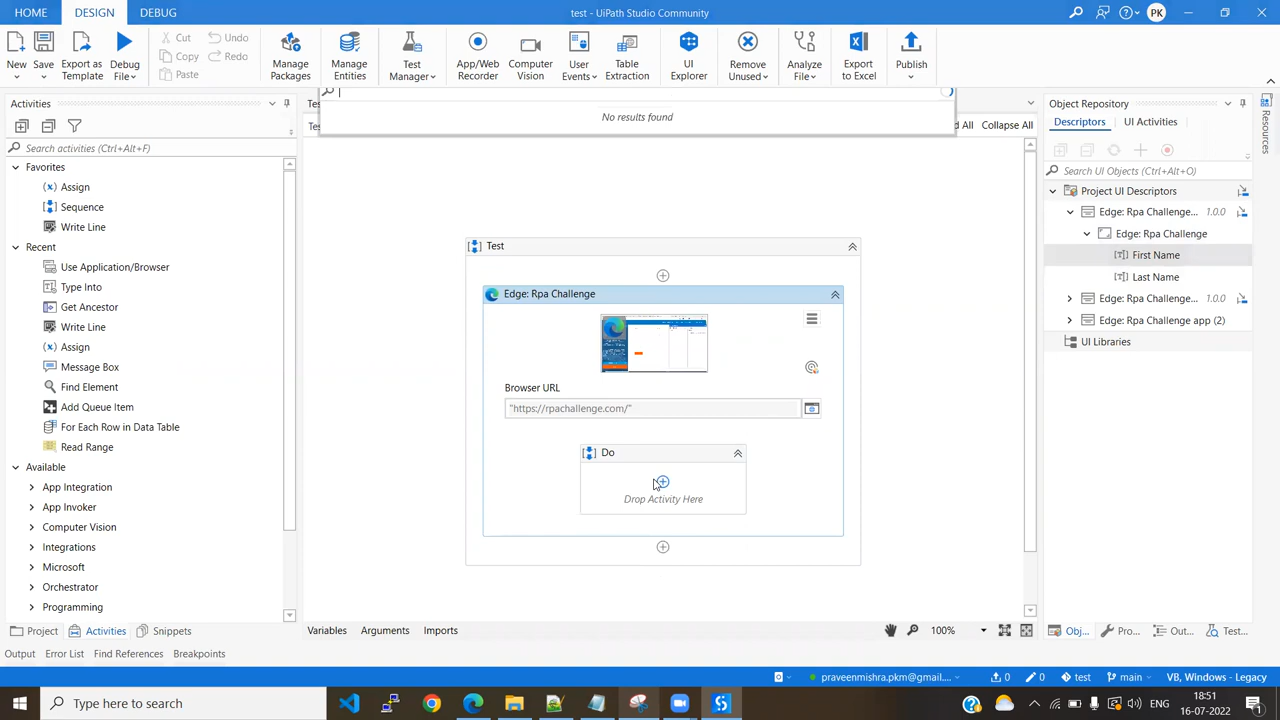 HOME DESIGN DEBUG
test - UiPath Studio Community
PK
New
Save
Export as Template
Debug File
Cut
Copy
Paste
Undo
Redo
Manage Packages
Manage Entities
Test Manager
App/Web Recorder
Computer Vision
User Events
Table Extraction
UI Explorer
Remove Unused
Analyze File
Export to Excel
Publish
Activities
Search activities (Ctrl+Alt+F)
Favorites
Assign
Sequence
Write Line
Recent
Use Application/Browser
Type Into
Get Ancestor
Write Line
Assign
Message Box
Find Element
Add Queue Item
For Each Row in Data Table
Read Range
Available
App Integration
App Invoker
Computer Vision
Integrations
Microsoft
Orchestrator
Programming
Project Activities Snippets
No results found
Tes
Tes
d All Collapse All
Test
Edge: Rpa Challenge
Browser URL
"https://rpachallenge.com/"
Do
Drop Activity Here
Variables Arguments Imports
100%
Object Repository
Descriptors UI Activities
Search UI Objects (Ctrl+Alt+O)
Project UI Descriptors
Edge: Rpa Challenge... 1.0.0
Edge: Rpa Challenge
First Name
Last Name
Edge: Rpa Challenge... 1.0.0
Edge: Rpa Challenge app (2)
UI Libraries
Obj... Pro... Out... Test...
Resources
Output Error List Find References Breakpoints
praveenmishra.pkm@gmail.... 0 0 test main VB, Windows - Legacy
Type here to search
ENG
18:51
16-07-2022
1